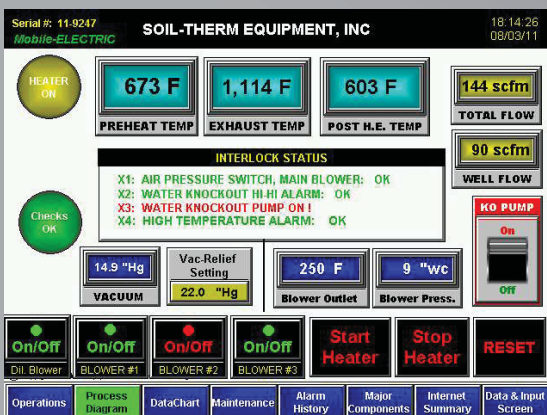 Serial #: 11-9247
Mobile-ELECTRIC
SOIL-THERM EQUIPMENT, INC
18:14:26
08/03/11
HEATER
ON
673 F
PREHEAT TEMP
1,114 F
EXHAUST TEMP
603 F
POST H.E. TEMP
144 scfm
TOTAL FLOW
90 scfm
WELL FLOW
INTERLOCK STATUS
X1: AIR PRESSURE SWITCH, MAIN BLOWER: OK
X2: WATER KNOCKOUT HI-HI ALARM: OK
X3: WATER KNOCKOUT PUMP ON !
X4: HIGH TEMPERATURE ALARM: OK
Checks
OK
KO PUMP
On
Off
14.9 "Hg
VACUUM
Vac-Relief
Setting
22.0 "Hg
250 F
Blower Outlet
9 "wc
Blower Press.
On/Off
Dil. Blower
On/Off
BLOWER #1
On/Off
BLOWER #2
On/Off
BLOWER #3
Start
Heater
Stop
Heater
RESET
Operations
Process
Diagram
DataChart
Maintenance
Alarm
History
Major
Components
Internet
Summary
Data & Input
Screen